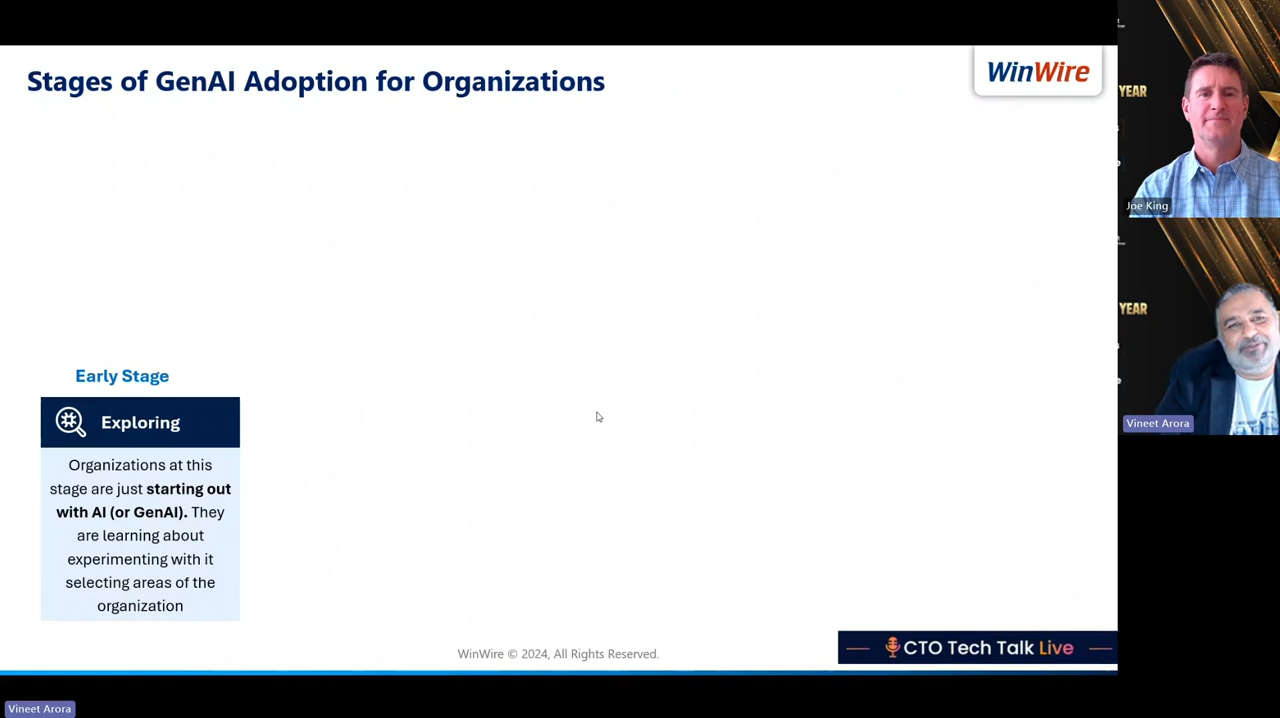 Stages of GenAI Adoption for Organizations
WinWire
YEAR
Joe King
YEAR
Vineet Arora
Early Stage
Exploring
Organizations at this
stage are just starting out
with AI (or GenAI). They
are learning about
experimenting with it
selecting areas of the
organization
WinWire © 2024, All Rights Reserved.
CTO Tech Talk Live
Vineet Arora